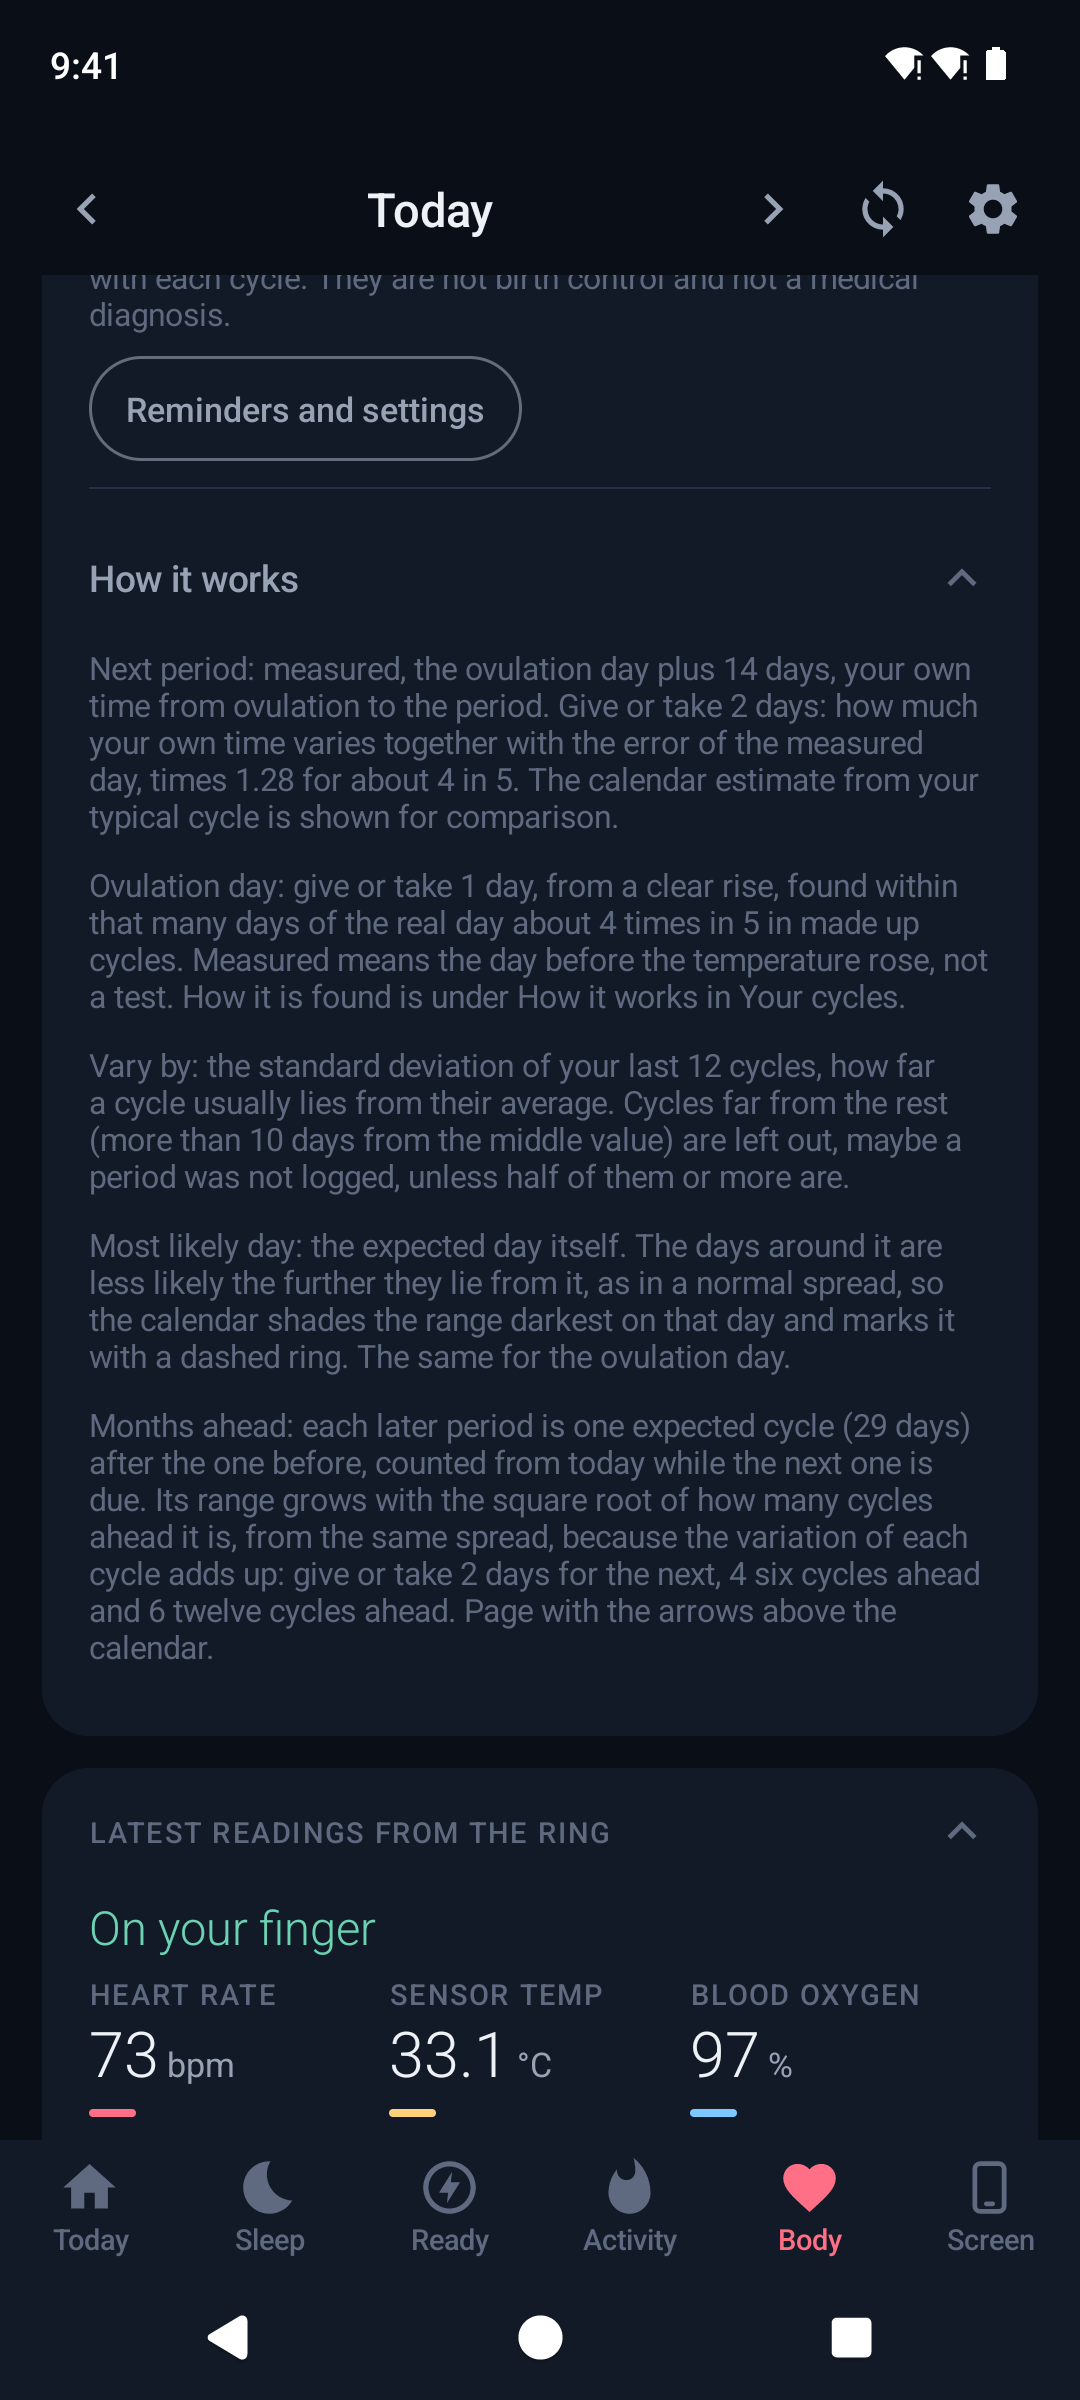 9:41
Today
with each cycle. They are not birth control and not a medical
diagnosis.
Reminders and settings
How it works
Next period: measured, the ovulation day plus 14 days, your own
time from ovulation to the period. Give or take 2 days: how much
your own time varies together with the error of the measured
day, times 1.28 for about 4 in 5. The calendar estimate from your
typical cycle is shown for comparison.
Ovulation day: give or take 1 day, from a clear rise, found within
that many days of the real day about 4 times in 5 in made up
cycles. Measured means the day before the temperature rose, not
a test. How it is found is under How it works in Your cycles.
Vary by: the standard deviation of your last 12 cycles, how far
a cycle usually lies from their average. Cycles far from the rest
(more than 10 days from the middle value) are left out, maybe a
period was not logged, unless half of them or more are.
Most likely day: the expected day itself. The days around it are
less likely the further they lie from it, as in a normal spread, so
the calendar shades the range darkest on that day and marks it
with a dashed ring. The same for the ovulation day.
Months ahead: each later period is one expected cycle (29 days)
after the one before, counted from today while the next one is
due. Its range grows with the square root of how many cycles
ahead it is, from the same spread, because the variation of each
cycle adds up: give or take 2 days for the next, 4 six cycles ahead
and 6 twelve cycles ahead. Page with the arrows above the
calendar.
LATEST READINGS FROM THE RING
On your finger
HEART RATE SENSOR TEMP BLOOD OXYGEN
73 bpm 33.1 °C 97 %
Today Sleep Ready Activity Body Screen